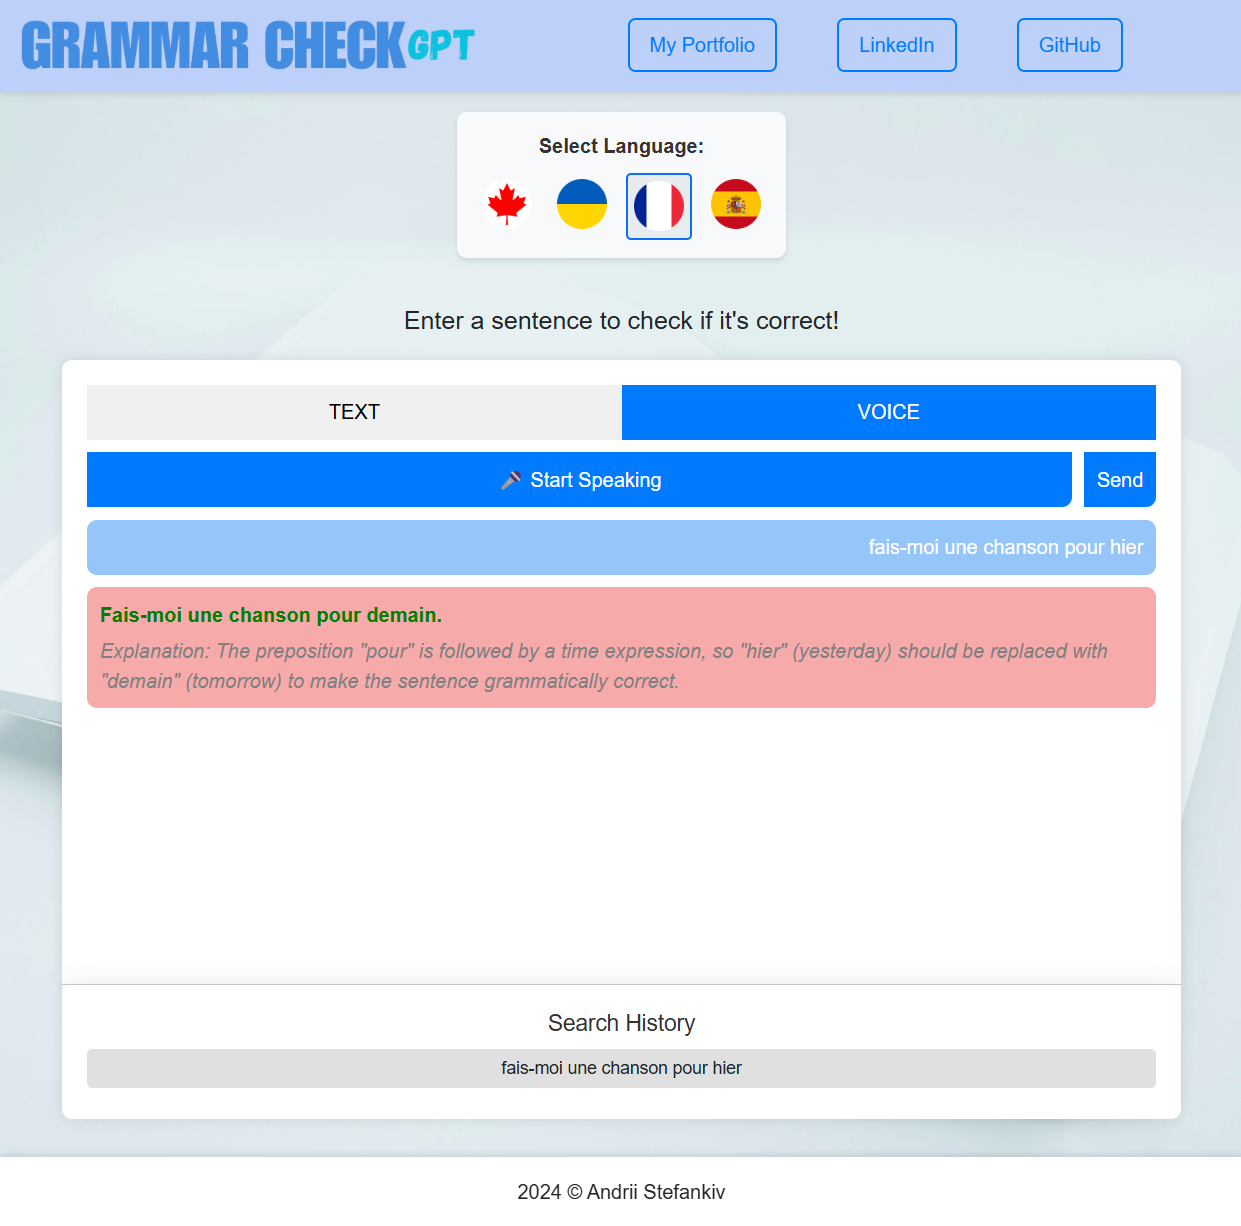 GRAMMAR CHECK GPT
My Portfolio
LinkedIn
GitHub
Select Language:
Enter a sentence to check if it's correct!
TEXT
VOICE
Start Speaking
Send
fais-moi une chanson pour hier
Fais-moi une chanson pour demain.
Explanation: The preposition "pour" is followed by a time expression, so "hier" (yesterday) should be replaced with
"demain" (tomorrow) to make the sentence grammatically correct.
Search History
fais-moi une chanson pour hier
2024 © Andrii Stefankiv